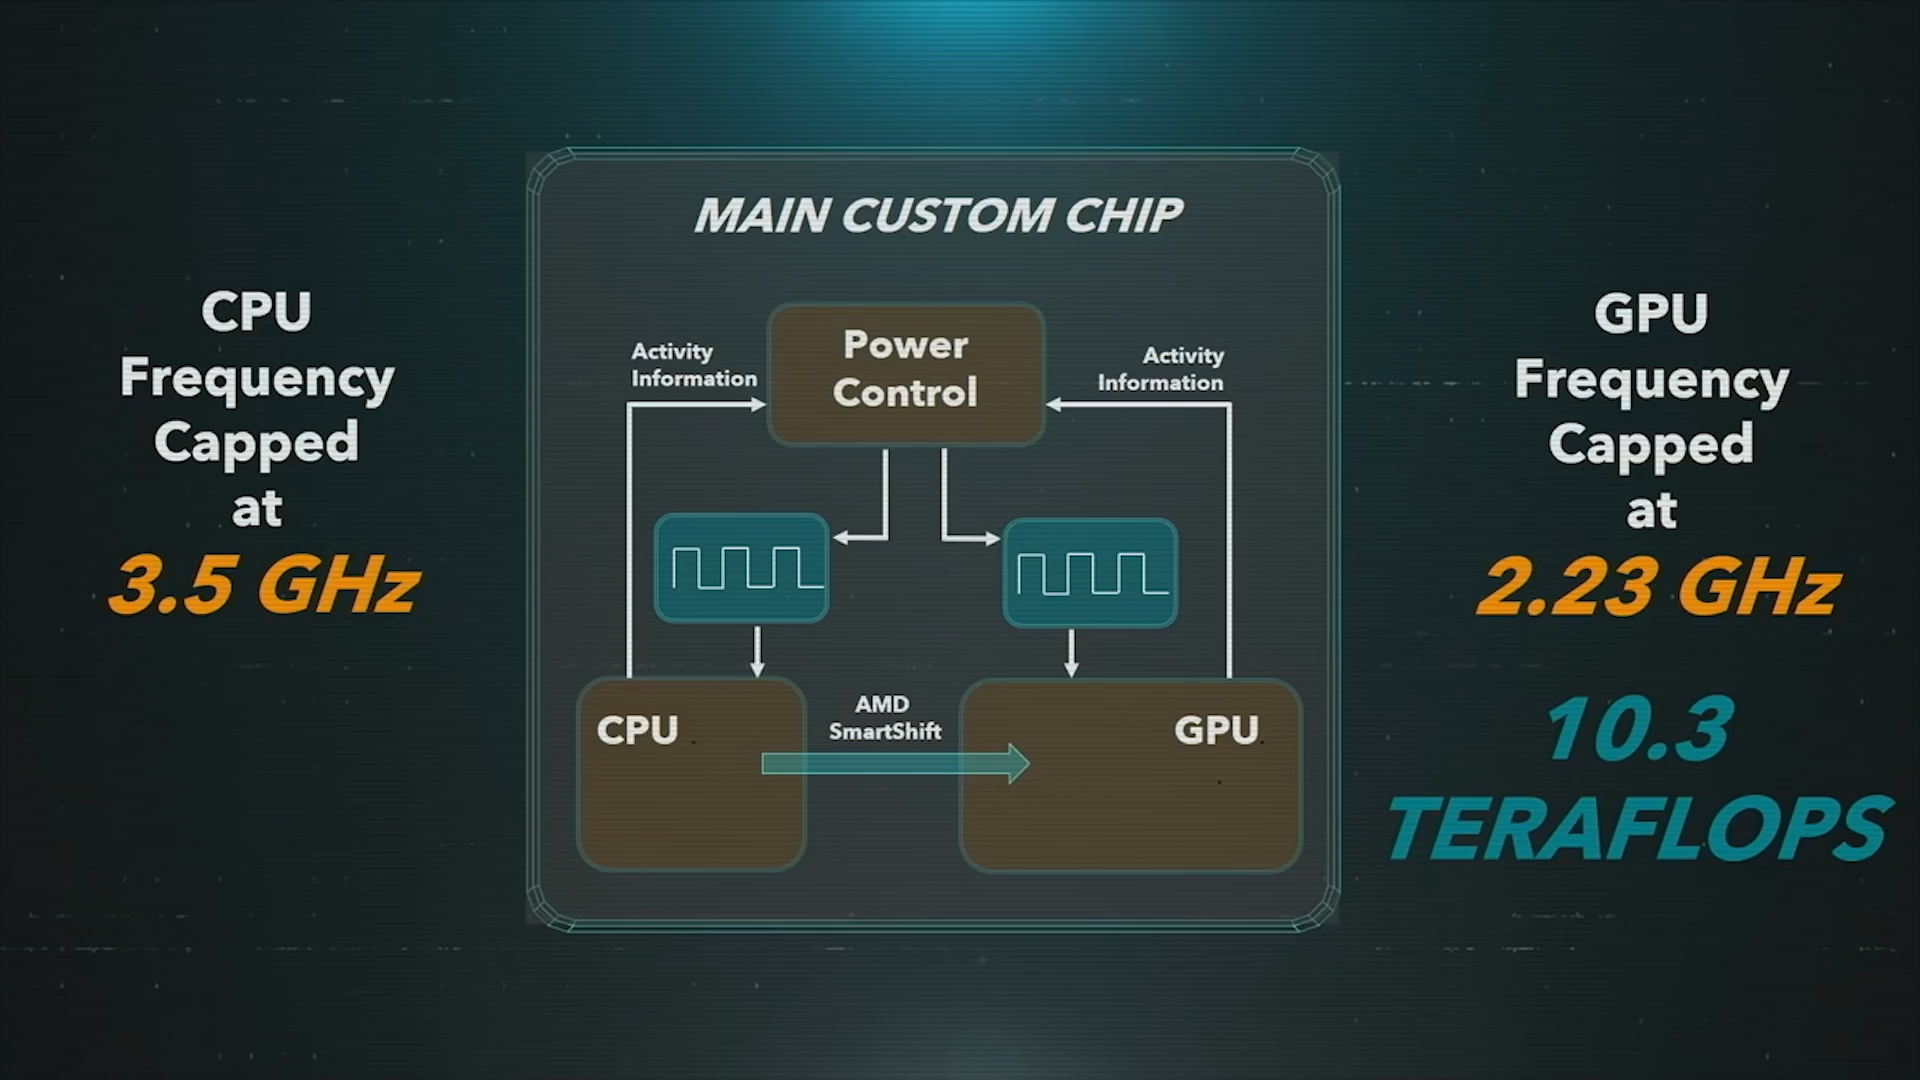 MAIN CUSTOM CHIP
CPU
Frequency
Capped
at
3.5 GHz
Power
Control
Activity
Information
Activity
Information
CPU
AMD
SmartShift
GPU
GPU
Frequency
Capped
at
2.23 GHz
10.3
TERAFLOPS